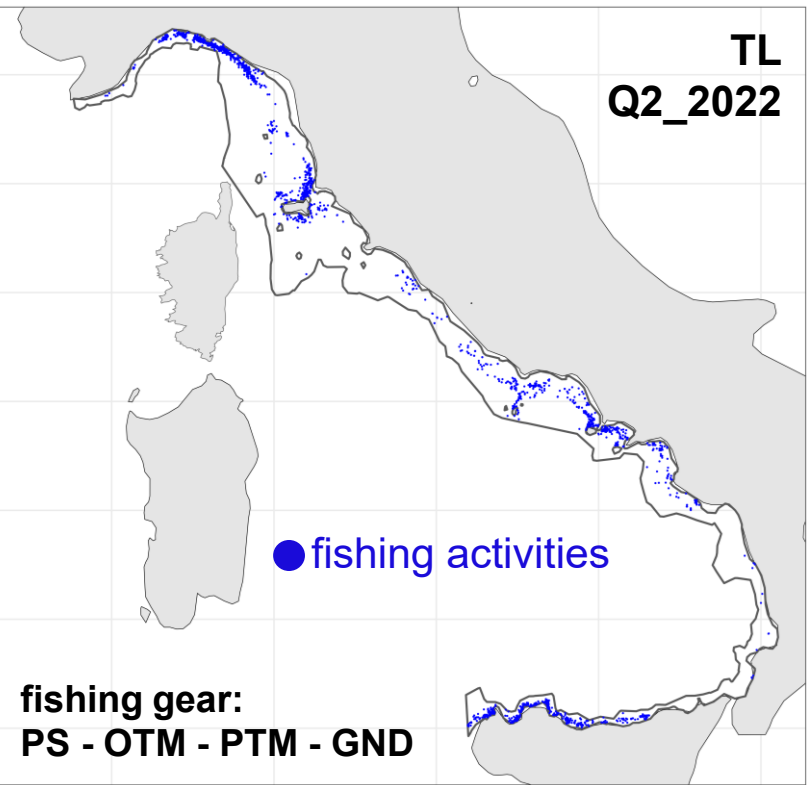 TL
Q2_2022
fishing activities
fishing gear:
PS - OTM - PTM - GND